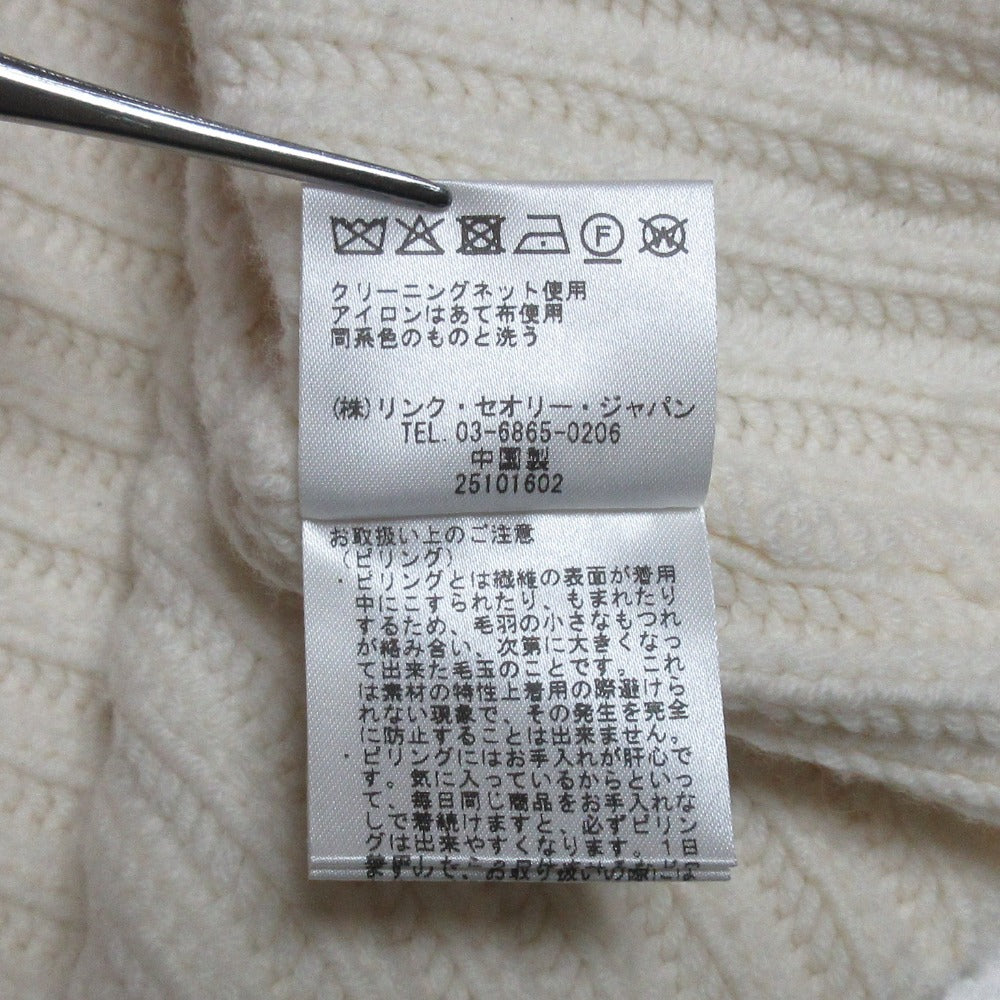 F W
クリーニングネット使用
アイロンはあて布使用
同系色のものと洗う
(株)リンク・セオリー・ジャパン
TEL. 03-6865-0206
中国製
25101602
お取扱い上のご注意
(ピリング)
・ピリングとは繊維の表面が着用
中にこすられたり、もまれたり
するため、毛羽の小さなもつれ
が絡み合い、次第に大きくなっ
て出来た毛玉のことです。これ
は素材の特性上着用の際避けら
れない現象で、その発生を完全
に防止することは出来ません。
・ピリングにはお手入れが肝心で
す。気に入っているからといっ
て、毎日同じ商品をお手入れな
しで着続けますと、必ずピリン
グは出来やすくなります。1日